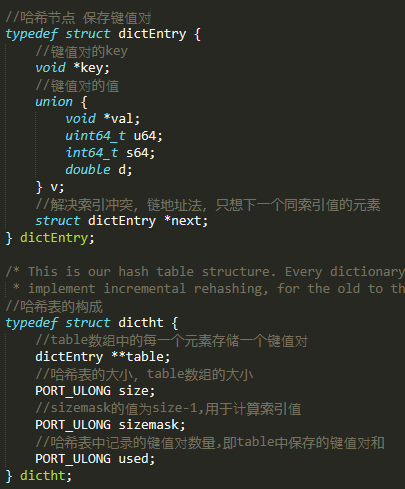 //哈希节点 保存键值对
typedef struct dictEntry {
//键值对的key
void *key;
//键值对的值
union {
void *val;
uint64_t u64;
int64_t s64;
double d;
} v;
//解决索引冲突, 链地址法, 只想下一个同索引值的元素
struct dictEntry *next;
} dictEntry;
/* This is our hash table structure. Every dictionary
* implement incremental rehashing, for the old to th
//哈希表的构成
typedef struct dictht {
//table数组中的每一个元素存储一个键值对
dictEntry **table;
//哈希表的大小, table数组的大小
PORT_ULONG size;
//sizemask的值为size-1,用于计算索引值
PORT_ULONG sizemask;
//哈希表中记录的键值对数量,即table中保存的键值对和
PORT_ULONG used;
} dictht;